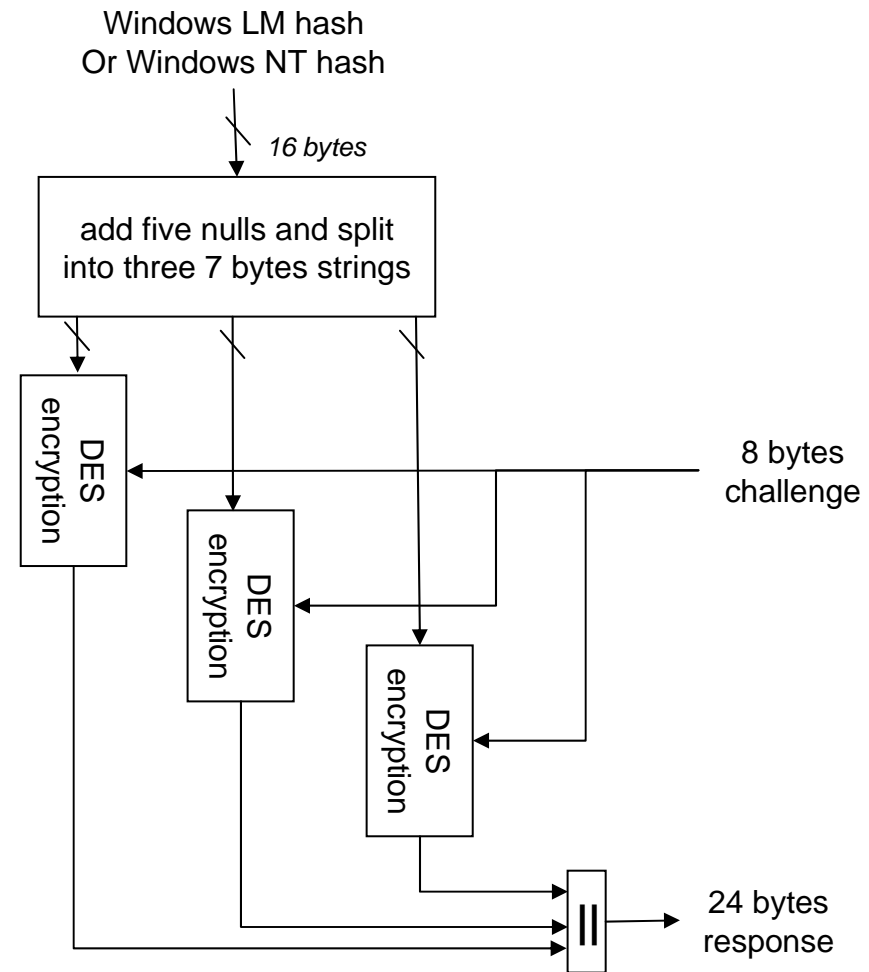 Windows LM hash
Or Windows NT hash
16 bytes
add five nulls and split
into three 7 bytes strings
DES
encryption
8 bytes
challenge
DES
encryption
DES
encryption
||
24 bytes
response